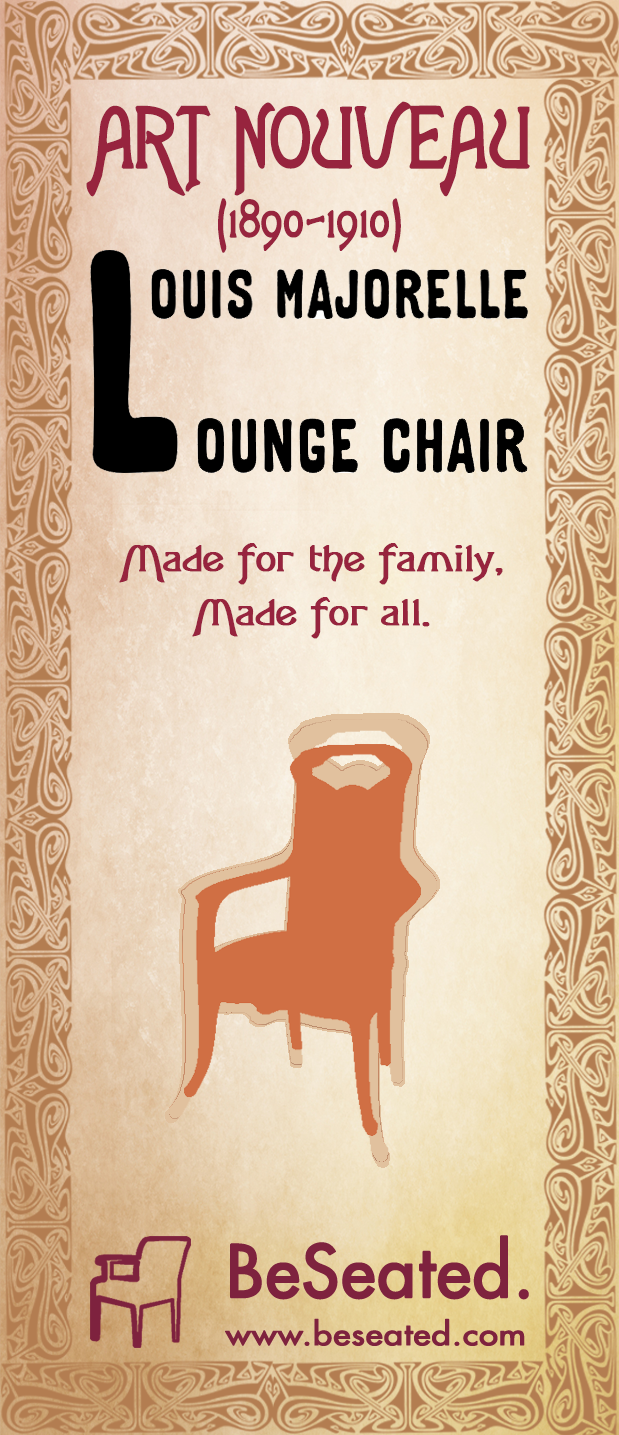 ART NOUVEAU
(1890-1910)
LOUIS MAJORELLE
LOUNGE CHAIR
Made for the family,
Made for all.
BeSeated.
www.beseated.com